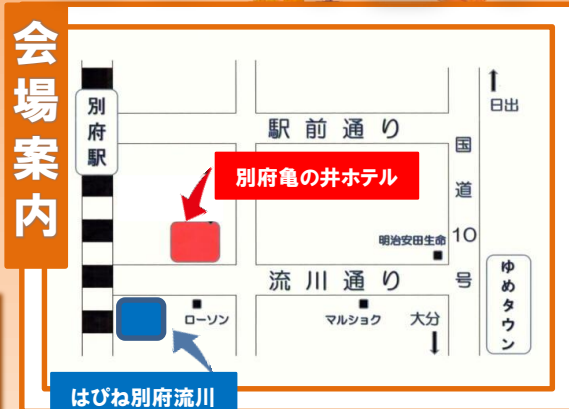 会場案内
別府駅
駅前通り
日出
国道10号
別府亀の井ホテル
明治安田生命
流川通り
ローソン
マルショク
大分
ゆめタウン
はぴね別府流川